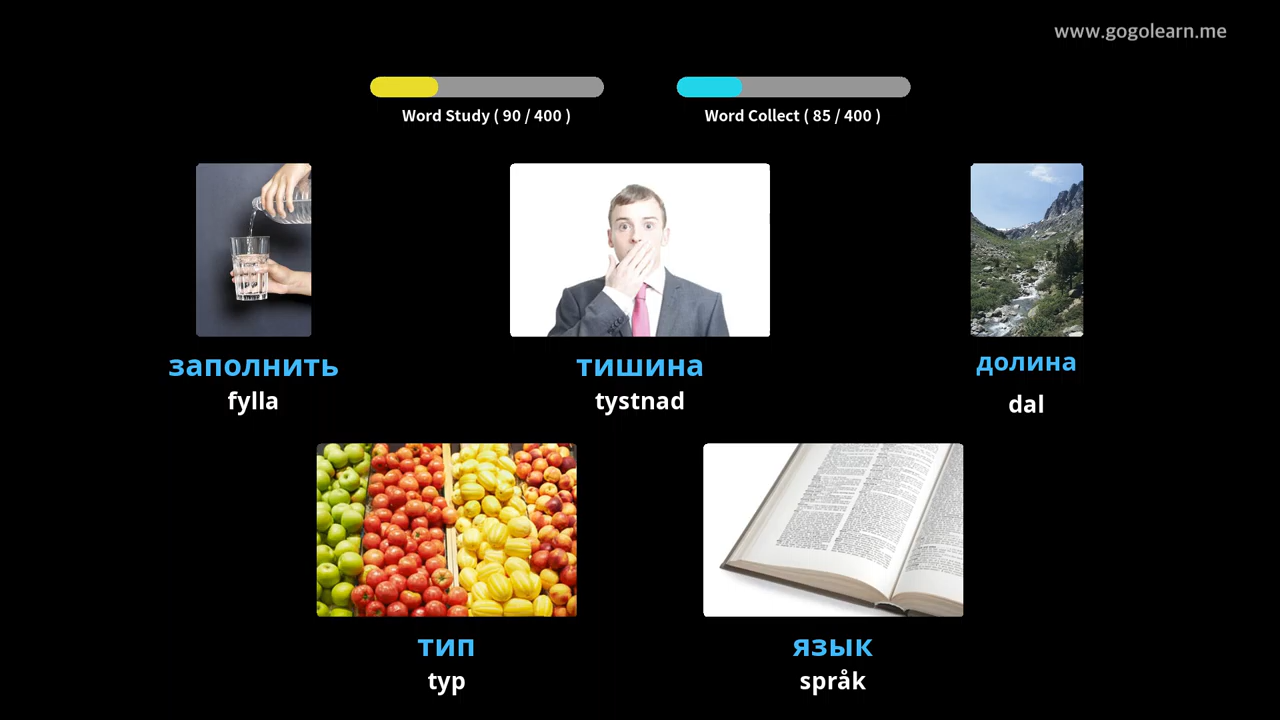 www.gogolearn.me
Word Study ( 90 / 400 )
Word Collect ( 85 / 400 )
заполнить
fylla
тишина
tystnad
долина
dal
тип
typ
язык
språk